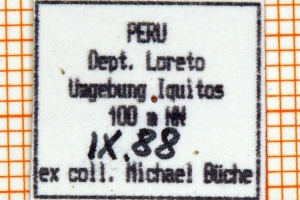 PERU
Dept. Loreto
Umgebung Iquitos
100 m NN
IX.88
ex coll. Michael Büche